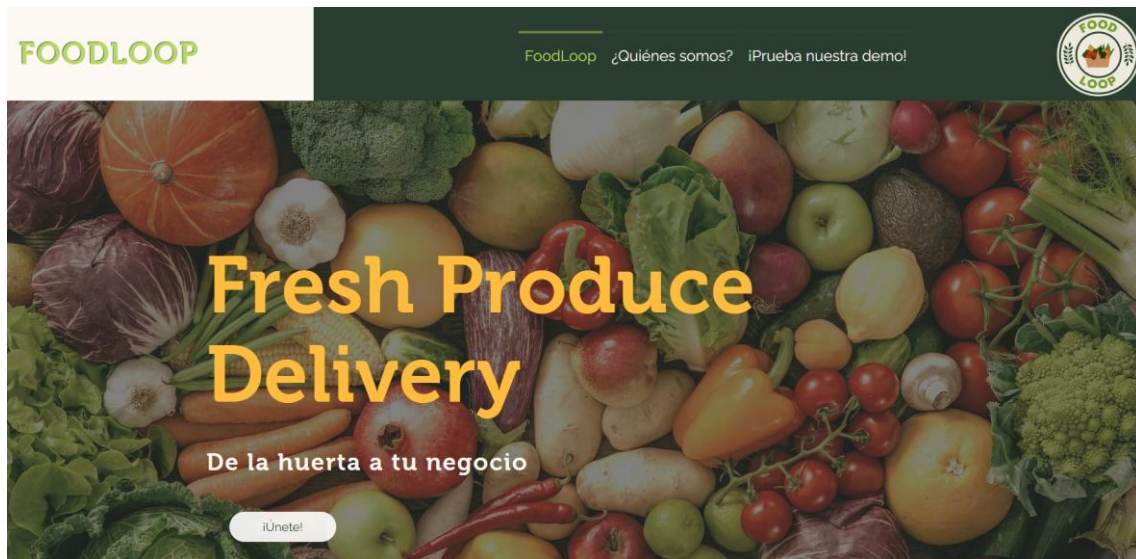 FOODLOOP
FoodLoop
¿Quiénes somos?
¡Prueba nuestra demo!
FOOD
LOOP
Fresh Produce
Delivery
De la huerta a tu negocio
¡Únete!